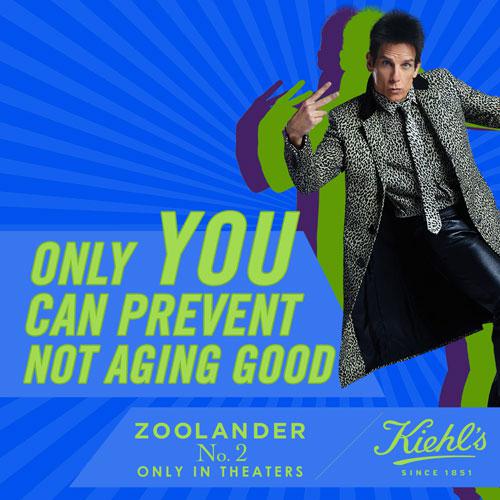 ONLY YOU
CAN PREVENT
NOT AGING GOOD
ZOOLANDER
No. 2
ONLY IN THEATERS
Kiehl's
SINCE 1851